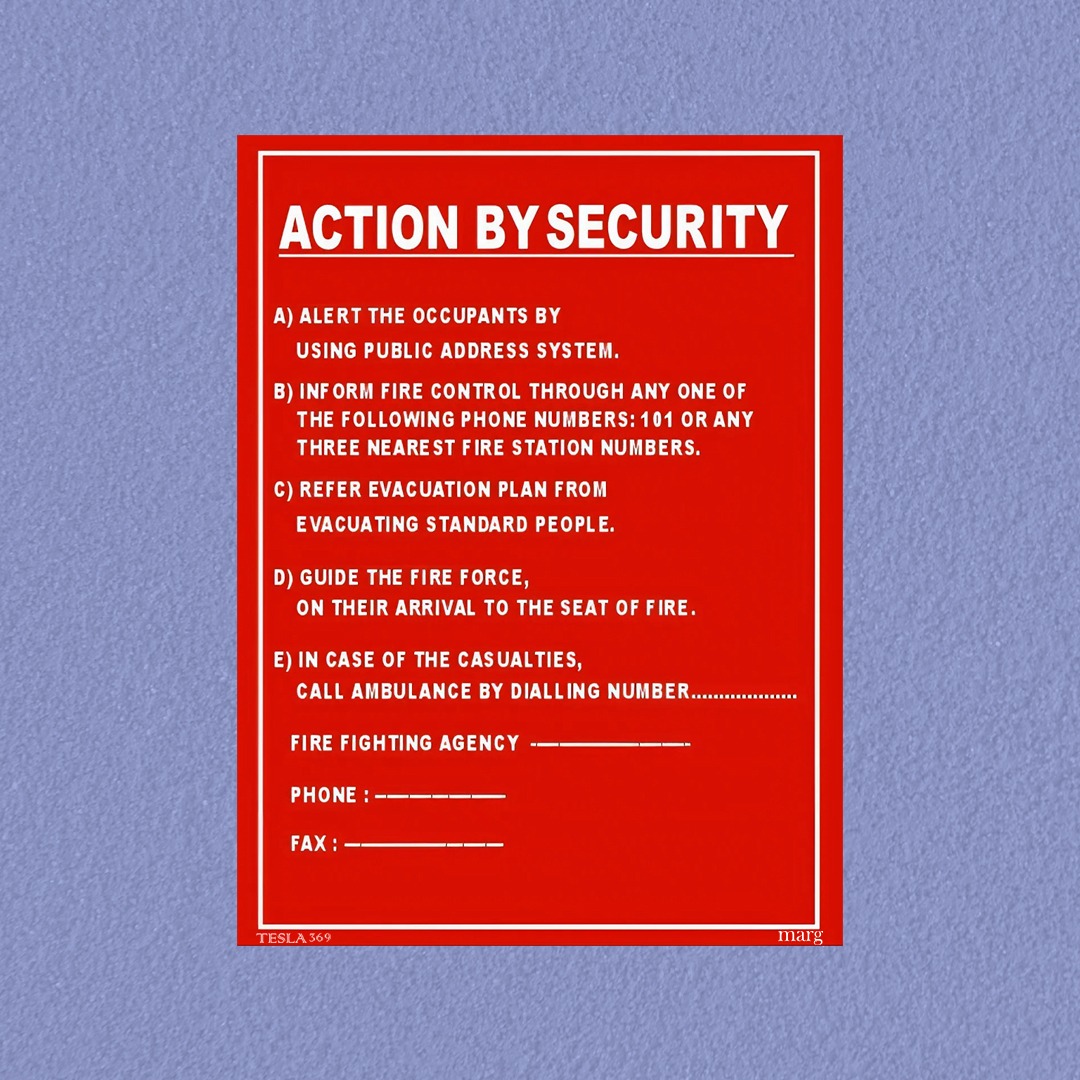 ACTION BY SECURITY
A) ALERT THE OCCUPANTS BY
USING PUBLIC ADDRESS SYSTEM.
B) INFORM FIRE CONTROL THROUGH ANY ONE OF
THE FOLLOWING PHONE NUMBERS: 101 OR ANY
THREE NEAREST FIRE STATION NUMBERS.
C) REFER EVACUATION PLAN FROM
EVACUATING STANDARD PEOPLE.
D) GUIDE THE FIRE FORCE,
ON THEIR ARRIVAL TO THE SEAT OF FIRE.
E) IN CASE OF THE CASUALTIES,
CALL AMBULANCE BY DIALLING NUMBER...................
FIRE FIGHTING AGENCY ——————
PHONE : ——————
FAX : ——————
TESLA 369 marg